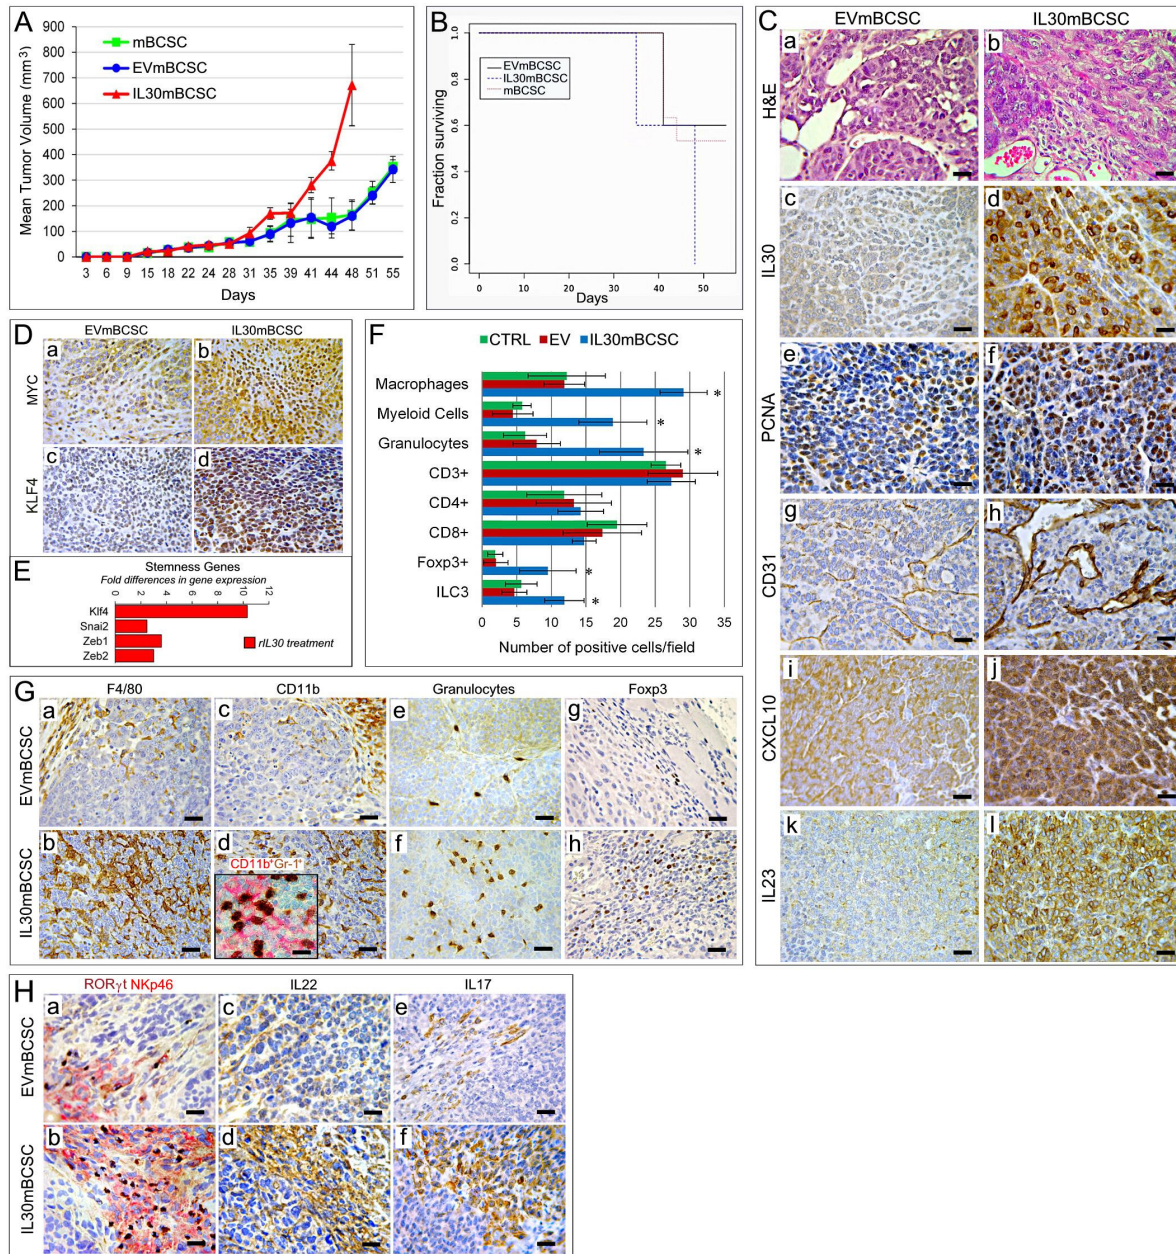 A
900
800
700
600
500
400
300
200
100
0
Mean Tumor Volume (mm³)
mBCSC
EVmBCSC
IL30mBCSC
3 6 9 15 18 22 24 28 31 35 39 41 44 48 51 55
Days
B
1.0
0.8
0.6
0.4
0.2
0.0
Fraction surviving
EVmBCSC
IL30mBCSC
mBCSC
0 10 20 30 40 50
Days
C
EVmBCSC IL30mBCSC
H&E
a b
IL30
c d
PCNA
e f
CD31
g h
CXCL10
i j
IL23
k l
D
EVmBCSC IL30mBCSC
MYC
a b
KLF4
c d
E
Stemness Genes
Fold differences in gene expression
0 2 4 6 8 10 12
Klf4
Snai2
Zeb1
Zeb2
rIL30 treatment
F
CTRL EV IL30mBCSC
Macrophages *
Myeloid Cells *
Granulocytes *
CD3+
CD4+
CD8+
Foxp3+ *
ILC3 *
0 5 10 15 20 25 30 35
Number of positive cells/field
G
F4/80 CD11b Granulocytes Foxp3
EVmBCSC
a c e g
IL30mBCSC
b d f h
CD11b⁺Gr-1⁺
H
RORγt NKp46 IL22 IL17
EVmBCSC
a c e
IL30mBCSC
b d f